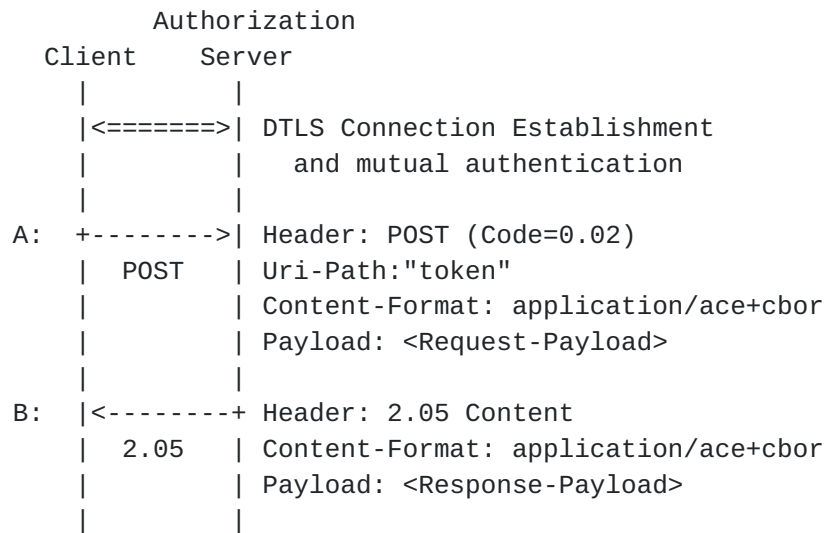 Authorization
  Client    Server
    |         |
    |<=======>| DTLS Connection Establishment
    |         |   and mutual authentication
    |         |
A:  +-------->| Header: POST (Code=0.02)
    |  POST   | Uri-Path:"token"
    |         | Content-Format: application/ace+cbor
    |         | Payload: <Request-Payload>
    |         |
B:  |<--------+ Header: 2.05 Content
    |  2.05   | Content-Format: application/ace+cbor
    |         | Payload: <Response-Payload>
    |         |